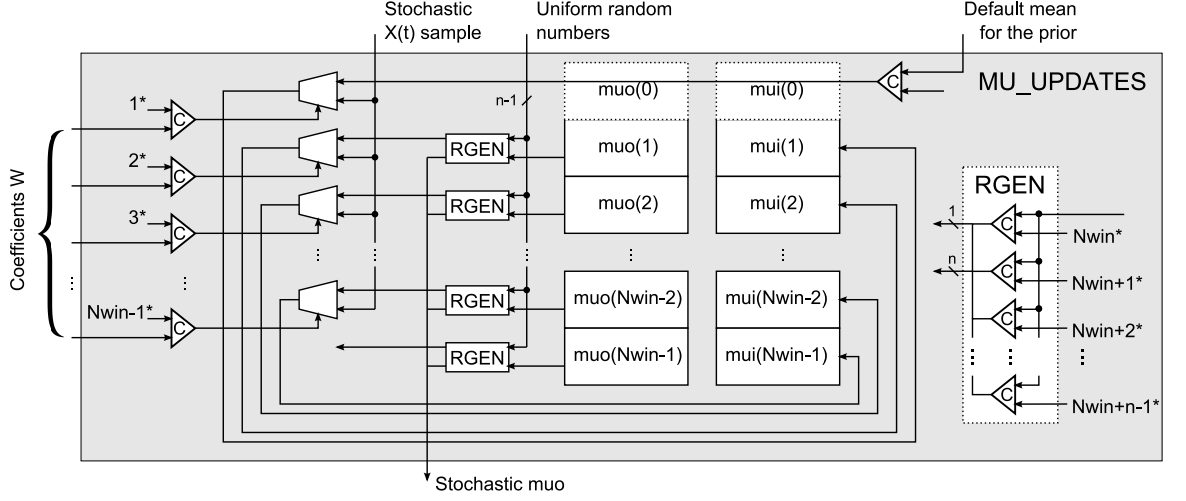 Stochastic
X(t) sample
Uniform random
numbers
Default mean
for the prior
MU_UPDATES
n-1
C
muo(0)
mui(0)
1*
C
muo(1)
mui(1)
RGEN
2*
C
muo(2)
mui(2)
RGEN
3*
C
...
...
...
...
...
...
muo(Nwin-2)
mui(Nwin-2)
RGEN
Nwin-1*
C
muo(Nwin-1)
mui(Nwin-1)
RGEN
Coefficients W
RGEN
1
C
Nwin*
n
C
Nwin+1*
C
Nwin+2*
...
...
...
...
C
Nwin+n-1*
Stochastic muo